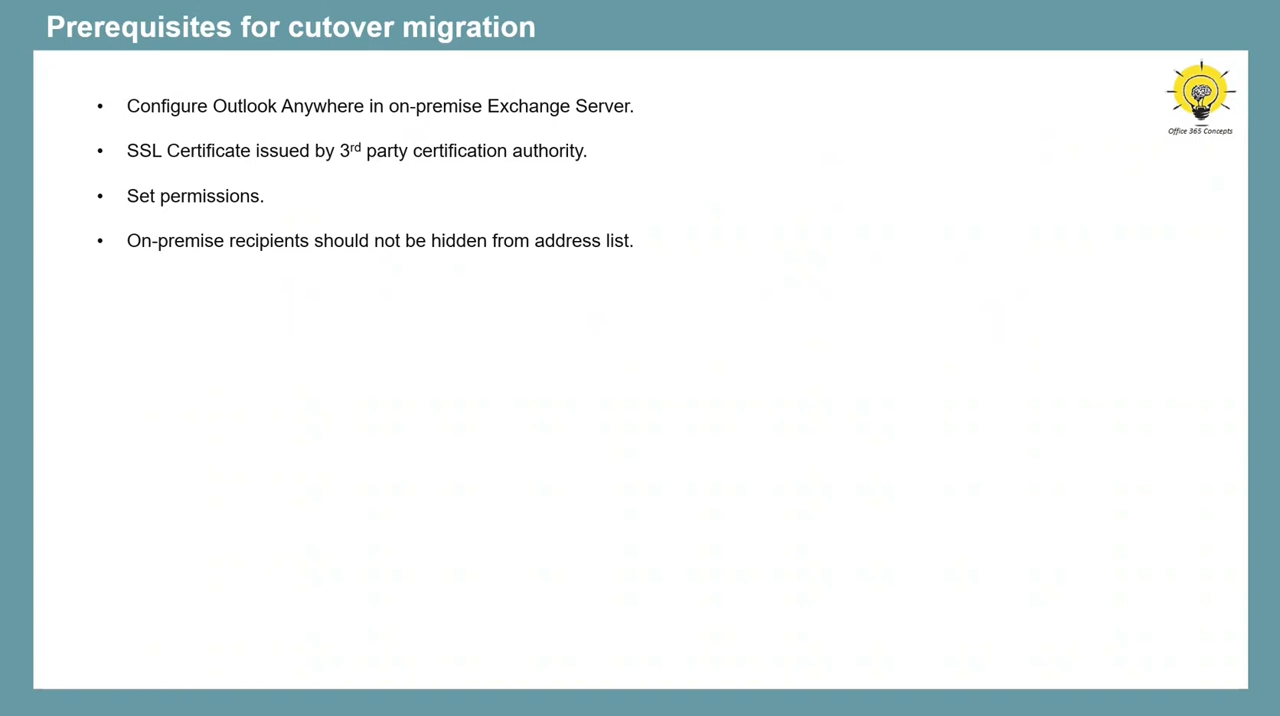 Prerequisites for cutover migration
• Configure Outlook Anywhere in on-premise Exchange Server.
• SSL Certificate issued by 3rd party certification authority.
• Set permissions.
• On-premise recipients should not be hidden from address list.
Office 365 Concepts